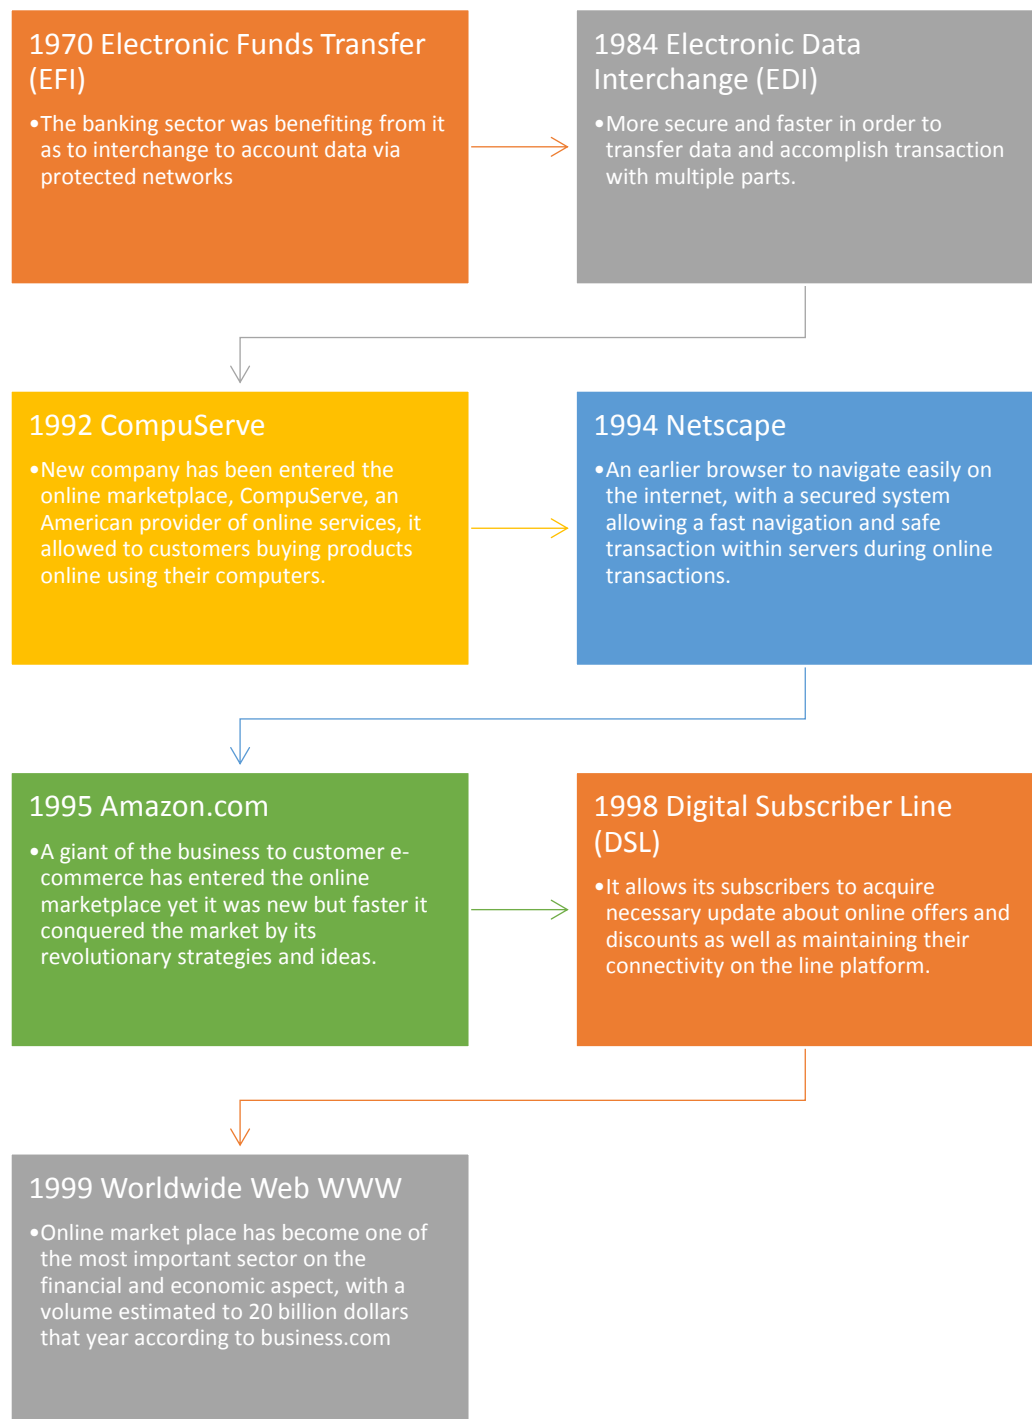 1970 Electronic Funds Transfer
(EFI)
•The banking sector was benefiting from it
as to interchange to account data via
protected networks
1984 Electronic Data
Interchange (EDI)
•More secure and faster in order to
transfer data and accomplish transaction
with multiple parts.
1992 CompuServe
•New company has been entered the
online marketplace, CompuServe, an
American provider of online services, it
allowed to customers buying products
online using their computers.
1994 Netscape
•An earlier browser to navigate easily on
the internet, with a secured system
allowing a fast navigation and safe
transaction within servers during online
transactions.
1995 Amazon.com
•A giant of the business to customer e-
commerce has entered the online
marketplace yet it was new but faster it
conquered the market by its
revolutionary strategies and ideas.
1998 Digital Subscriber Line
(DSL)
•It allows its subscribers to acquire
necessary update about online offers and
discounts as well as maintaining their
connectivity on the line platform.
1999 Worldwide Web WWW
•Online market place has become one of
the most important sector on the
financial and economic aspect, with a
volume estimated to 20 billion dollars
that year according to business.com